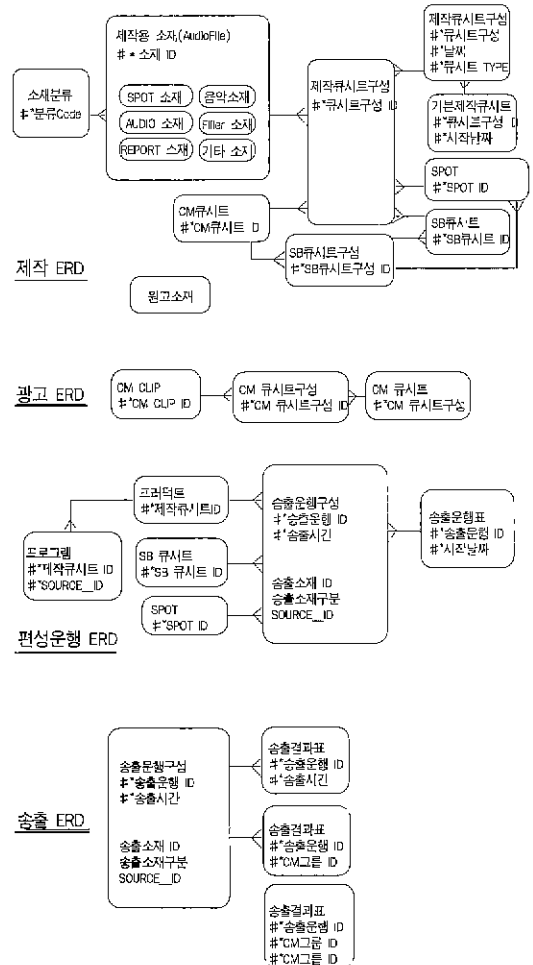 제작용 소재(AudioFile)
#*소재 ID
소재분류
#*분류Code
SPOT 소재
음악소재
AUDIO 소재
Filler 소재
REPORT 소재
기타 소재
제작큐시트구성
#*큐시트구성 ID
제작큐시트구성
#*큐시트구성
#*날짜
#*큐시트 TYPE
기본제작큐시트
#*큐시트구성 ID
#*시작날짜
SPOT
#*SPOT ID
CM큐시트
#*CM큐시트 ID
SB큐시트
#*SB큐시트 ID
SB큐시트구성
#*SB큐시트구성 ID
제작 ERD
원고소재
광고 ERD
CM CLIP
#*CM CLIP ID
CM 큐시트구성
#*CM 큐시트구성 ID
CM 큐시트
#*CM 큐시트구성
프러덕트
#*제작큐시트ID
프로그램
#*제작큐시트 ID
#*SOURCE_ID
SB 큐시트
#*SB 큐시트 ID
SPOT
#*SPOT ID
송출운행구성
#*송출운행 ID
#*송출시간
송출소재 ID
송출소재구분
SOURCE_ID
송출운행표
#*송출운행 ID
#*시작날짜
편성운행 ERD
송출 ERD
송출운행구성
#*송출운행 ID
#*송출시간
송출소재 ID
송출소재구분
SOURCE_ID
송출결과표
#*송출운행 ID
#*송출시간
송출결과표
#*송출운행 ID
#*CM그룹 ID
송출결과표
#*송출운행 ID
#*CM그룹 ID
#*CM그룹 ID